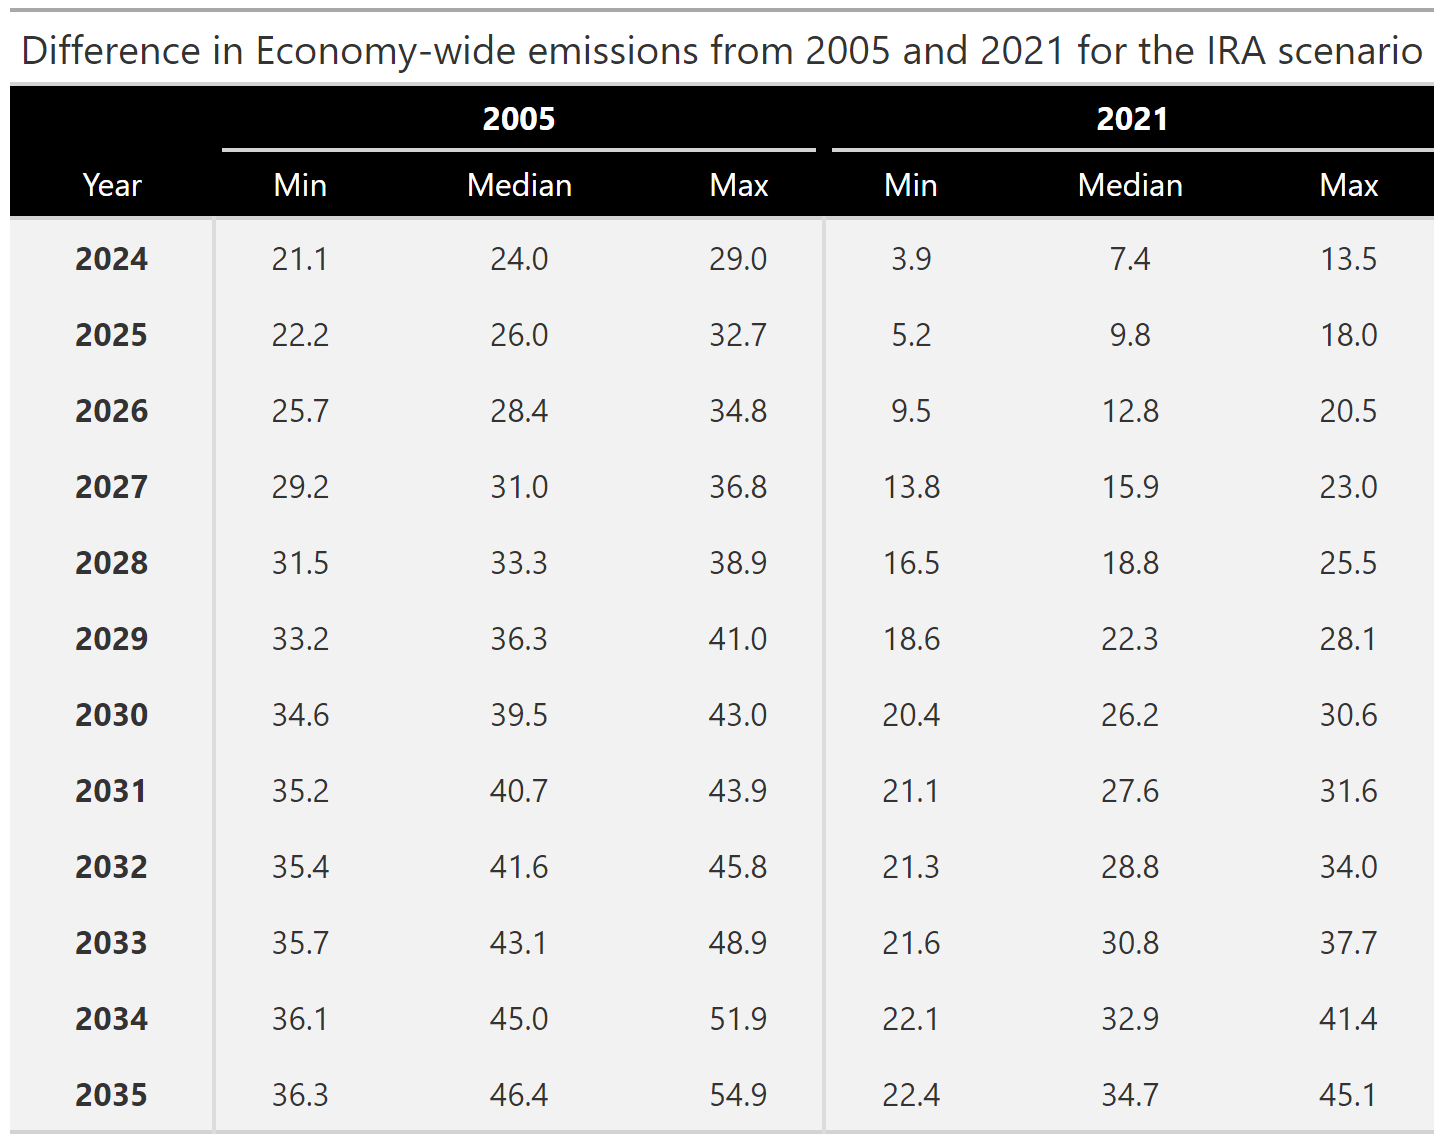 Difference in Economy-wide emissions from 2005 and 2021 for the IRA scenario
2005 2021
Year Min Median Max Min Median Max
2024 21.1 24.0 29.0 3.9 7.4 13.5
2025 22.2 26.0 32.7 5.2 9.8 18.0
2026 25.7 28.4 34.8 9.5 12.8 20.5
2027 29.2 31.0 36.8 13.8 15.9 23.0
2028 31.5 33.3 38.9 16.5 18.8 25.5
2029 33.2 36.3 41.0 18.6 22.3 28.1
2030 34.6 39.5 43.0 20.4 26.2 30.6
2031 35.2 40.7 43.9 21.1 27.6 31.6
2032 35.4 41.6 45.8 21.3 28.8 34.0
2033 35.7 43.1 48.9 21.6 30.8 37.7
2034 36.1 45.0 51.9 22.1 32.9 41.4
2035 36.3 46.4 54.9 22.4 34.7 45.1